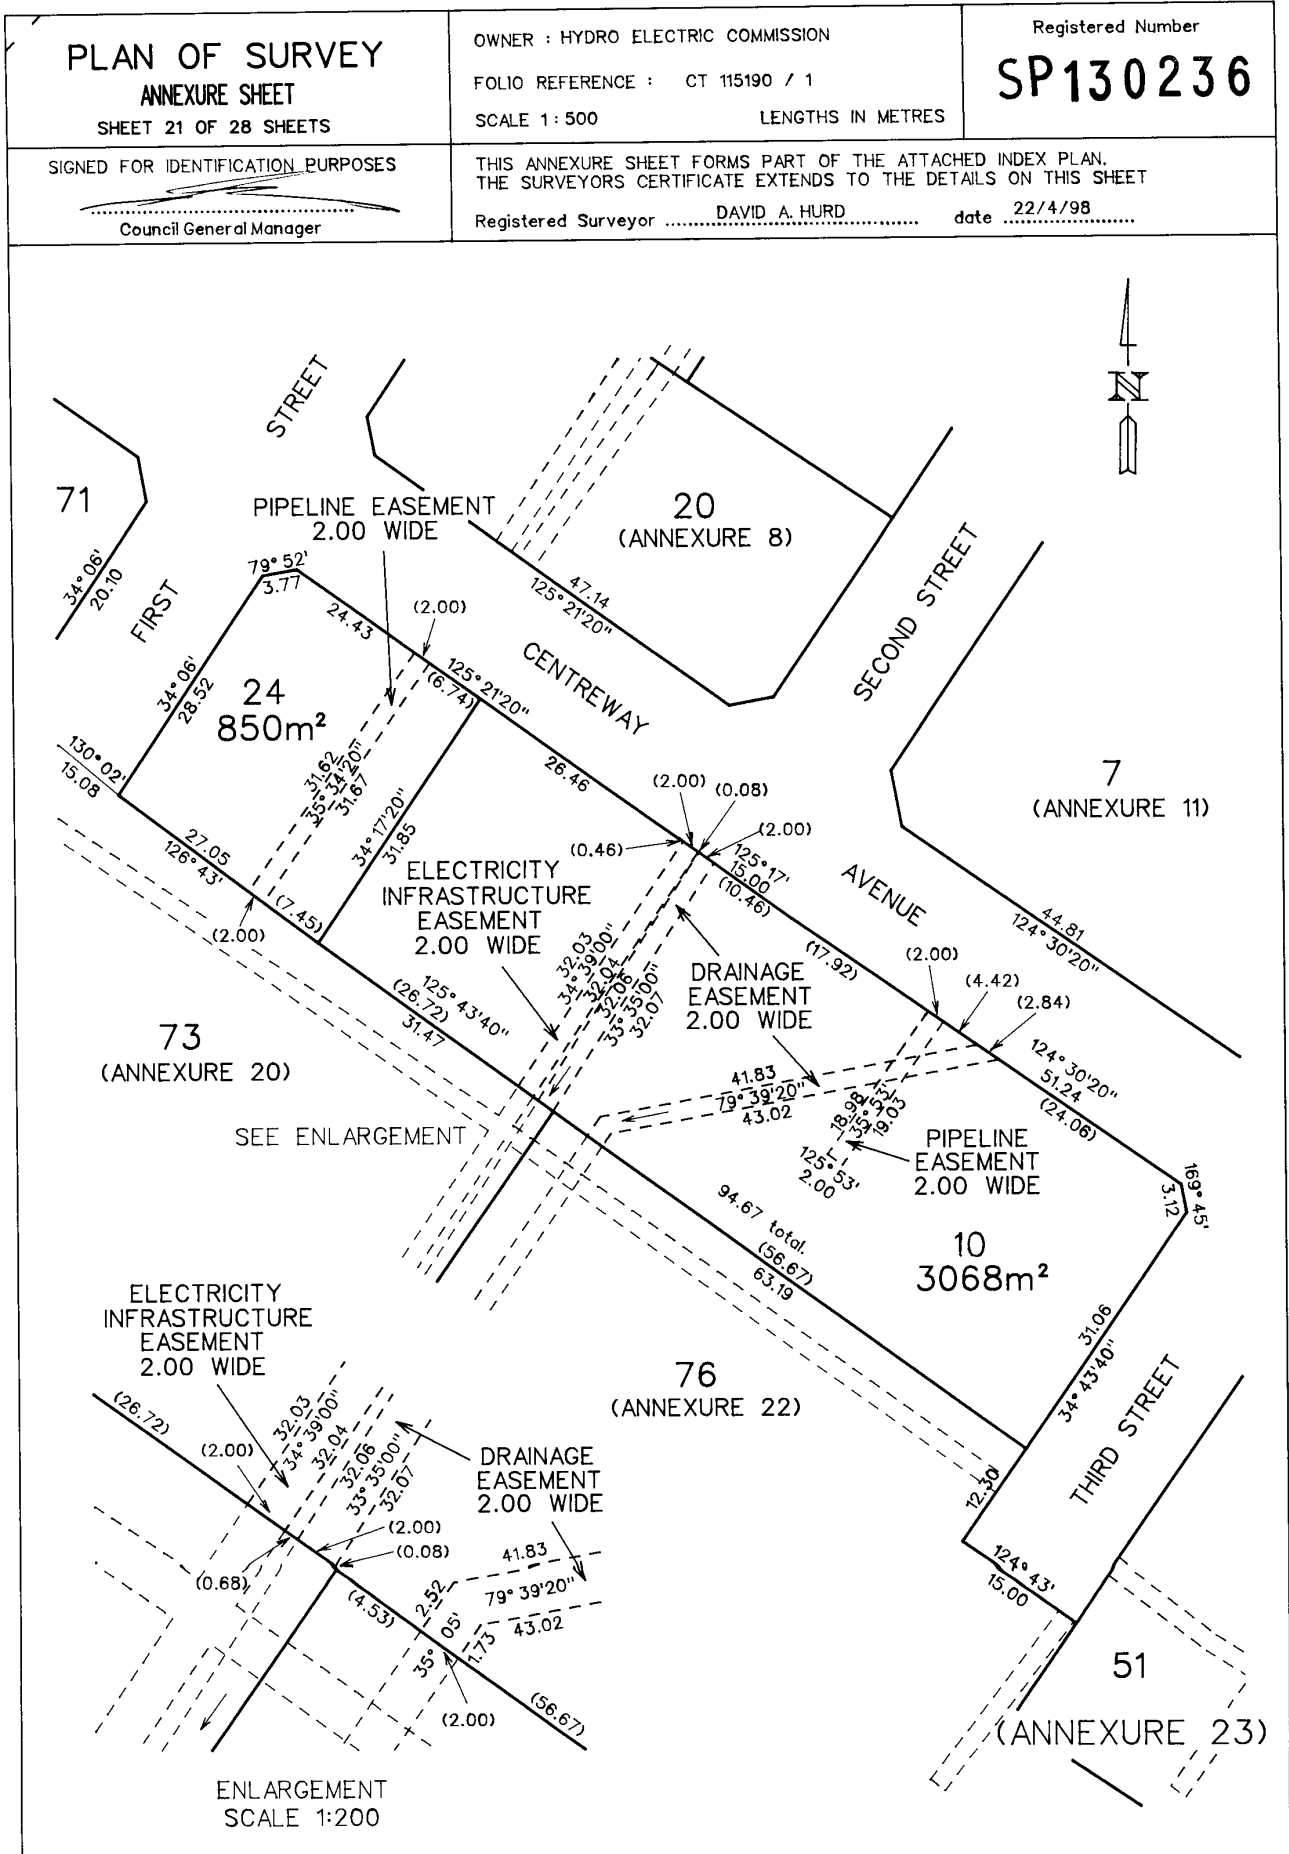 PLAN OF SURVEY
ANNEXURE SHEET
SHEET 21 OF 28 SHEETS
OWNER : HYDRO ELECTRIC COMMISSION
FOLIO REFERENCE : CT 115190 / 1
SCALE 1:500 LENGTHS IN METRES
Registered Number
SP130236
SIGNED FOR IDENTIFICATION PURPOSES
Council General Manager
THIS ANNEXURE SHEET FORMS PART OF THE ATTACHED INDEX PLAN.
THE SURVEYORS CERTIFICATE EXTENDS TO THE DETAILS ON THIS SHEET
Registered Surveyor DAVID A. HURD date 22/4/98
N
STREET
71
34°06'
20.10
FIRST
PIPELINE EASEMENT
2.00 WIDE
20
(ANNEXURE 8)
47.14
125°21'20"
SECOND STREET
79°52'
3.77
24.43
(2.00)
125°21'20"
(6.74)
CENTREWAY
34°06'
28.52
24
850m²
31.62
35°34'20"
31.67
34°17'20"
31.85
26.46
130°02'
15.08
27.05
126°43'
(2.00)
(7.45)
7
(ANNEXURE 11)
(2.00)
(0.08)
(2.00)
(0.46)
125°17'
15.00
(10.46)
AVENUE
44.81
124°30'20"
ELECTRICITY
INFRASTRUCTURE
EASEMENT
2.00 WIDE
32.03
34°39'00"
32.04
32.06
33°35'00"
32.07
DRAINAGE
EASEMENT
2.00 WIDE
(17.92)
(2.00)
(4.42)
(2.84)
125°43'40"
(26.72)
31.47
73
(ANNEXURE 20)
41.83
79°39'20"
43.02
18.98
35°53'
19.03
124°30'20"
51.24
(24.06)
SEE ENLARGEMENT
125°53'
2.00
PIPELINE
EASEMENT
2.00 WIDE
169°45'
3.12
94.67 total.
(56.67)
63.19
10
3068m²
31.06
34°43'40"
ELECTRICITY
INFRASTRUCTURE
EASEMENT
2.00 WIDE
76
(ANNEXURE 22)
THIRD STREET
(26.72)
(2.00)
32.03
34°39'00"
32.04
32.06
33°35'00"
32.07
DRAINAGE
EASEMENT
2.00 WIDE
12.30
(2.00)
(0.08)
(0.68)
(4.53)
2.52
35°05'
1.73
41.83
79°39'20"
43.02
(2.00)
(56.67)
124°43'
15.00
51
(ANNEXURE 23)
ENLARGEMENT
SCALE 1:200